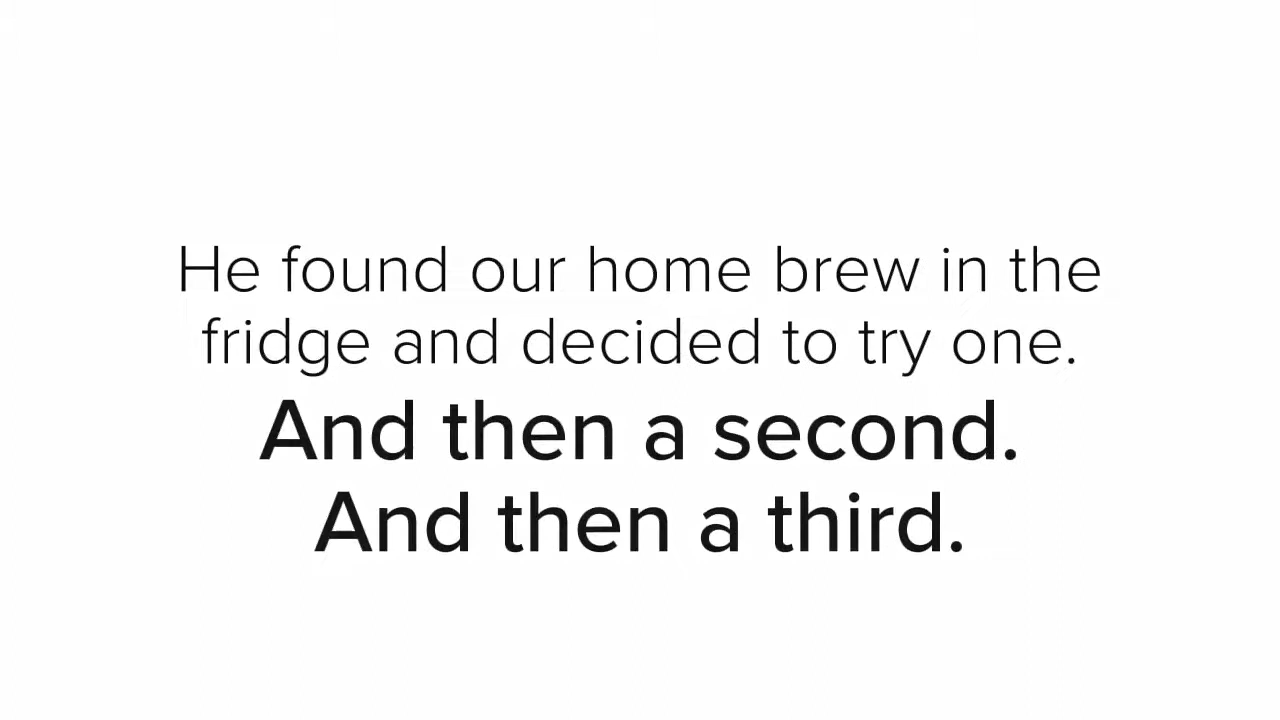 He found our home brew in the
fridge and decided to try one.
And then a second.
And then a third.